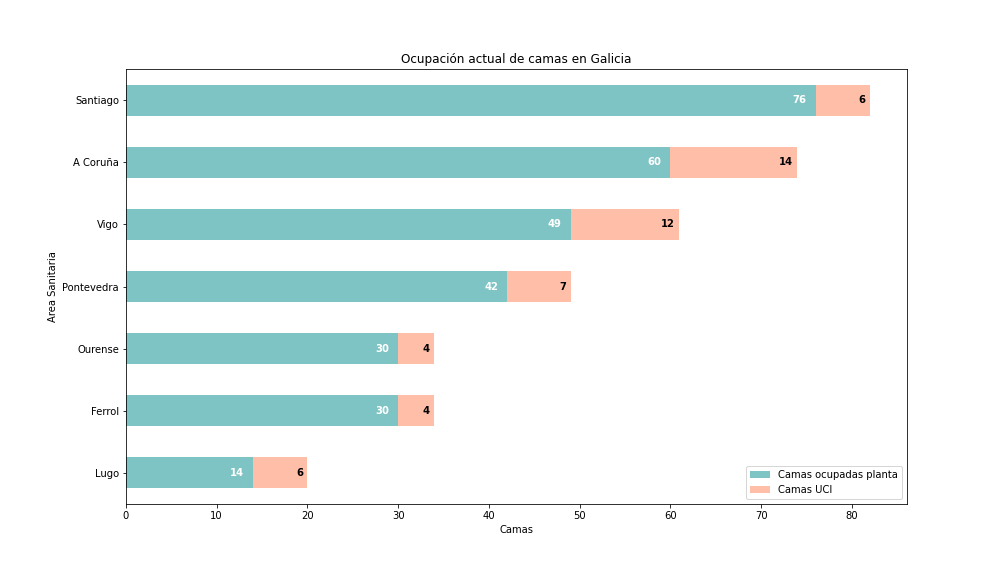 Ocupación actual de camas en Galicia
Area Sanitaria
Santiago 76 6
A Coruña 60 14
Vigo 49 12
Pontevedra 42 7
Ourense 30 4
Ferrol 30 4
Lugo 14 6
Camas ocupadas planta
Camas UCI
0 10 20 30 40 50 60 70 80
Camas